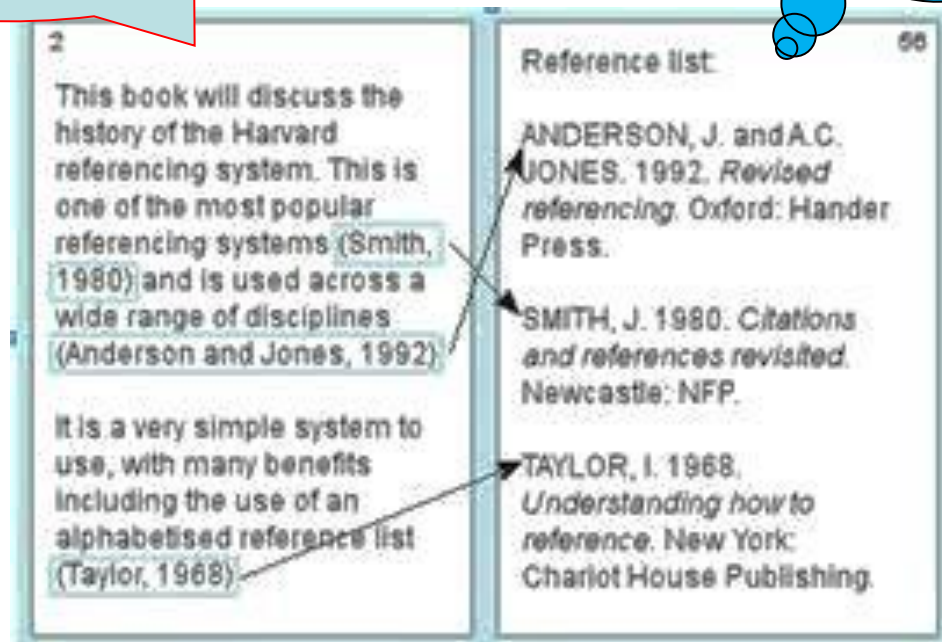 2
This book will discuss the
history of the Harvard
referencing system. This is
one of the most popular
referencing systems (Smith,
1980) and is used across a
wide range of disciplines
(Anderson and Jones, 1992)
It is a very simple system to
use, with many benefits
including the use of an
alphabetised reference list
(Taylor, 1968)
56
Reference list:
ANDERSON, J. and A.C.
JONES. 1992. Revised
referencing. Oxford: Hander
Press.
SMITH, J. 1980. Citations
and references revisited.
Newcastle: NFP.
TAYLOR, I. 1968.
Understanding how to
reference. New York:
Chariot House Publishing.